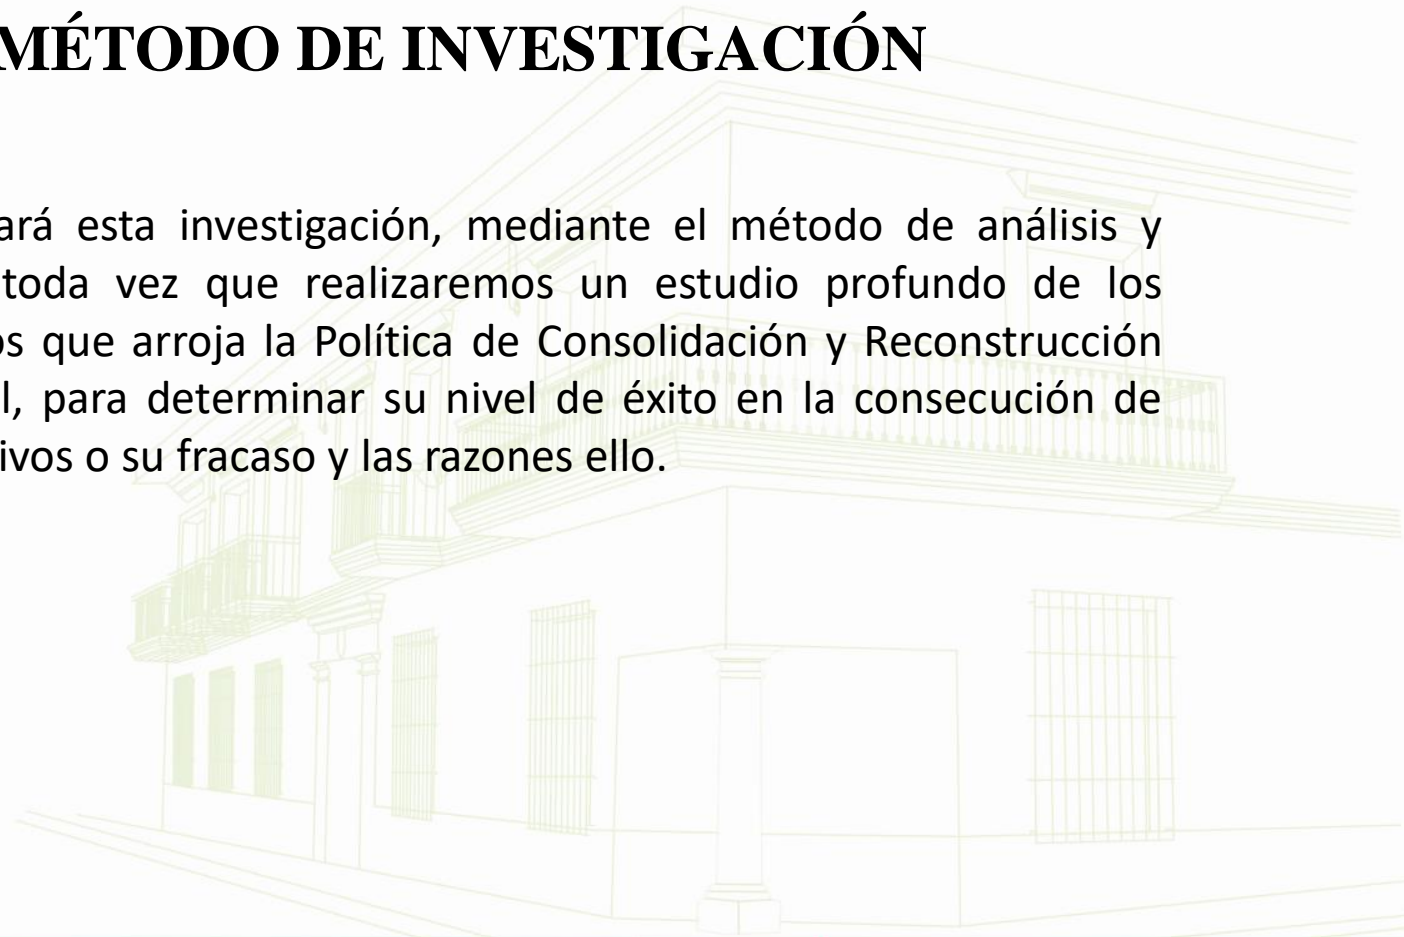 MÉTODO DE INVESTIGACIÓN
ará esta investigación, mediante el método de análisis y
toda vez que realizaremos un estudio profundo de los
os que arroja la Política de Consolidación y Reconstrucción
l, para determinar su nivel de éxito en la consecución de
ivos o su fracaso y las razones ello.